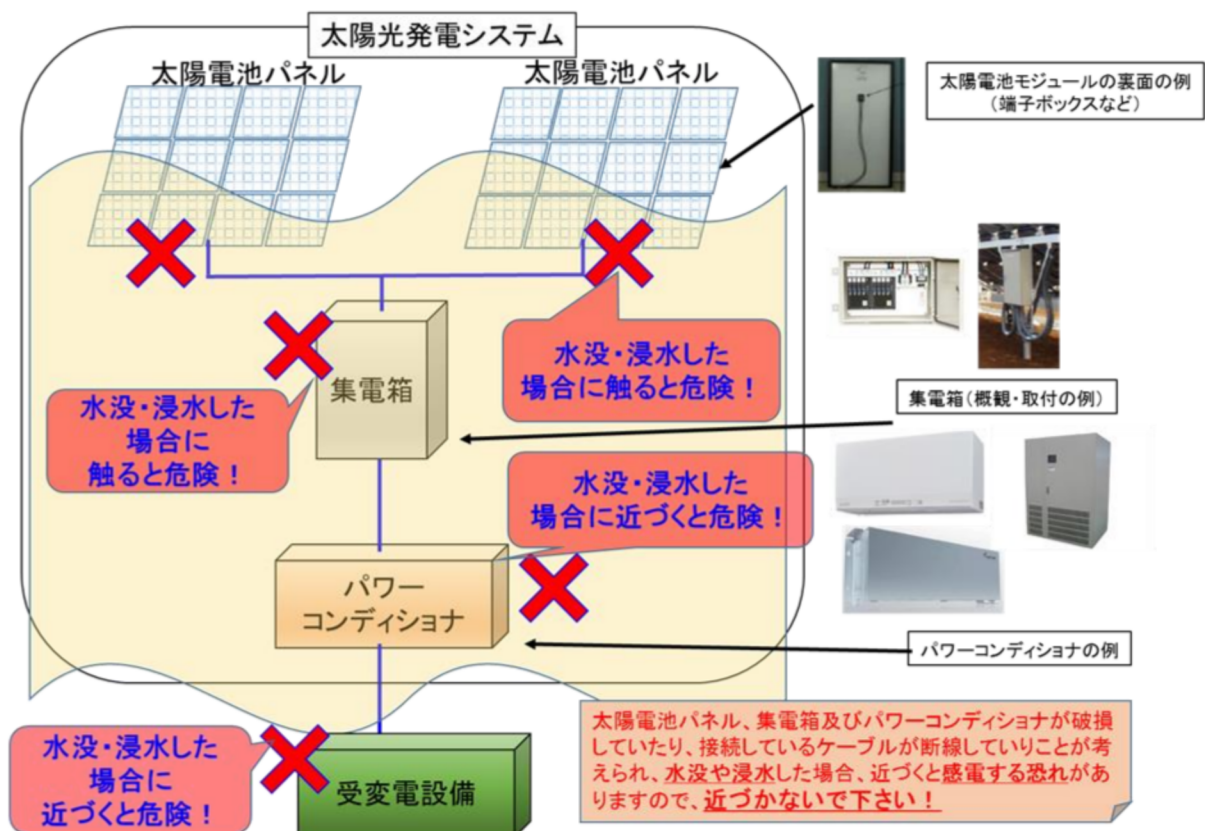 太陽光発電システム
太陽電池パネル
太陽電池パネル
太陽電池モジュールの裏面の例
（端子ボックスなど）
水没・浸水した
場合に触ると危険！
集電箱
水没・浸水した
場合に
触ると危険！
集電箱（概観・取付の例）
水没・浸水した
場合に近づくと危険！
パワー
コンディショナ
パワーコンディショナの例
水没・浸水した
場合に
近づくと危険！
受変電設備
太陽電池パネル、集電箱及びパワーコンディショナが破損
していたり、接続しているケーブルが断線していりことが考
えられ、水没や浸水した場合、近づくと感電する恐れがあ
りますので、近づかないで下さい！